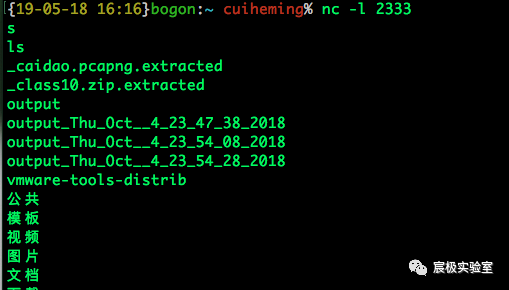 {19-05-18 16:16}bogon:~ cuiheming% nc -l 2333
s
ls
_caidao.pcapng.extracted
_class10.zip.extracted
output
output_Thu_Oct__4_23_47_38_2018
output_Thu_Oct__4_23_54_08_2018
output_Thu_Oct__4_23_54_28_2018
vmware-tools-distrib
公共
模板
视频
图片
文档
宸极实验室